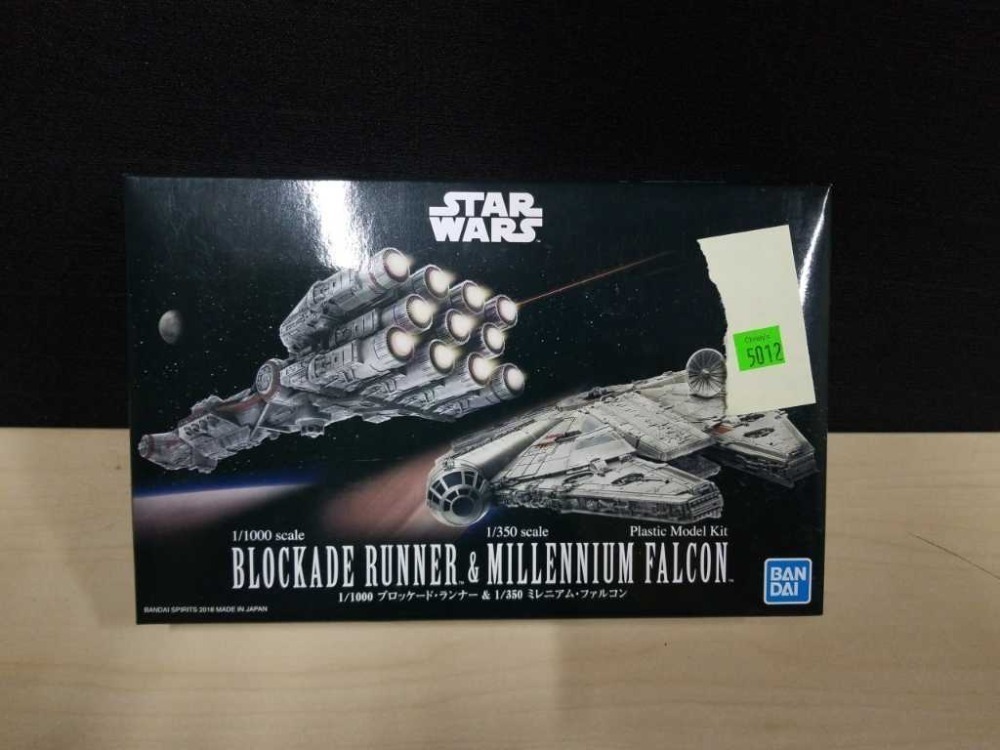 STAR
WARS
5012
1/1000 scale
1/350 scale
Plastic Model Kit
BLOCKADE RUNNER™ & MILLENNIUM FALCON™
1/1000 ブロッケード・ランナー & 1/350 ミレニアム・ファルコン
BANDAI SPIRITS 2018 MADE IN JAPAN
BAN
DAI